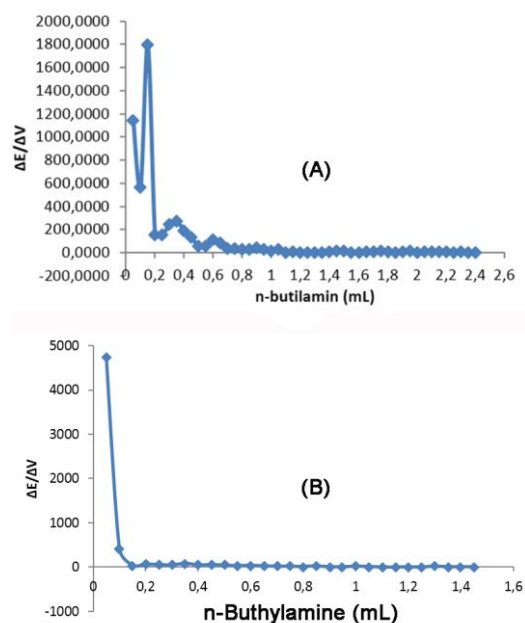 2000,0000
1800,0000
1600,0000
1400,0000
1200,0000
1000,0000
800,0000
600,0000
400,0000
200,0000
0,0000
-200,0000
ΔE/ΔV
(A)
0 0,2 0,4 0,6 0,8 1 1,2 1,4 1,6 1,8 2 2,2 2,4
n-butilamin (mL)
5000
4000
3000
2000
1000
0
-1000
ΔE/ΔV
(B)
0 0,2 0,4 0,6 0,8 1 1,2 1,4 1,6
n-Buthylamine (mL)